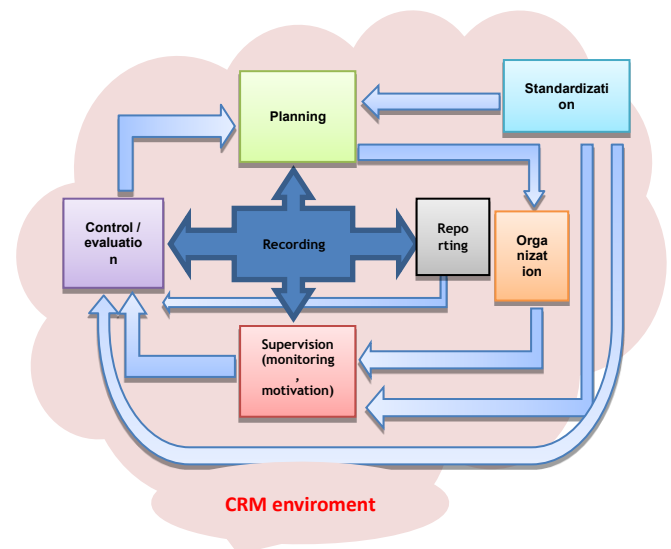 Planning
Standardizati
on
Control /
evaluatio
n
Recording
Repo
rting
Orga
nizat
ion
Supervision
(monitoring
,
motivation)
CRM enviroment